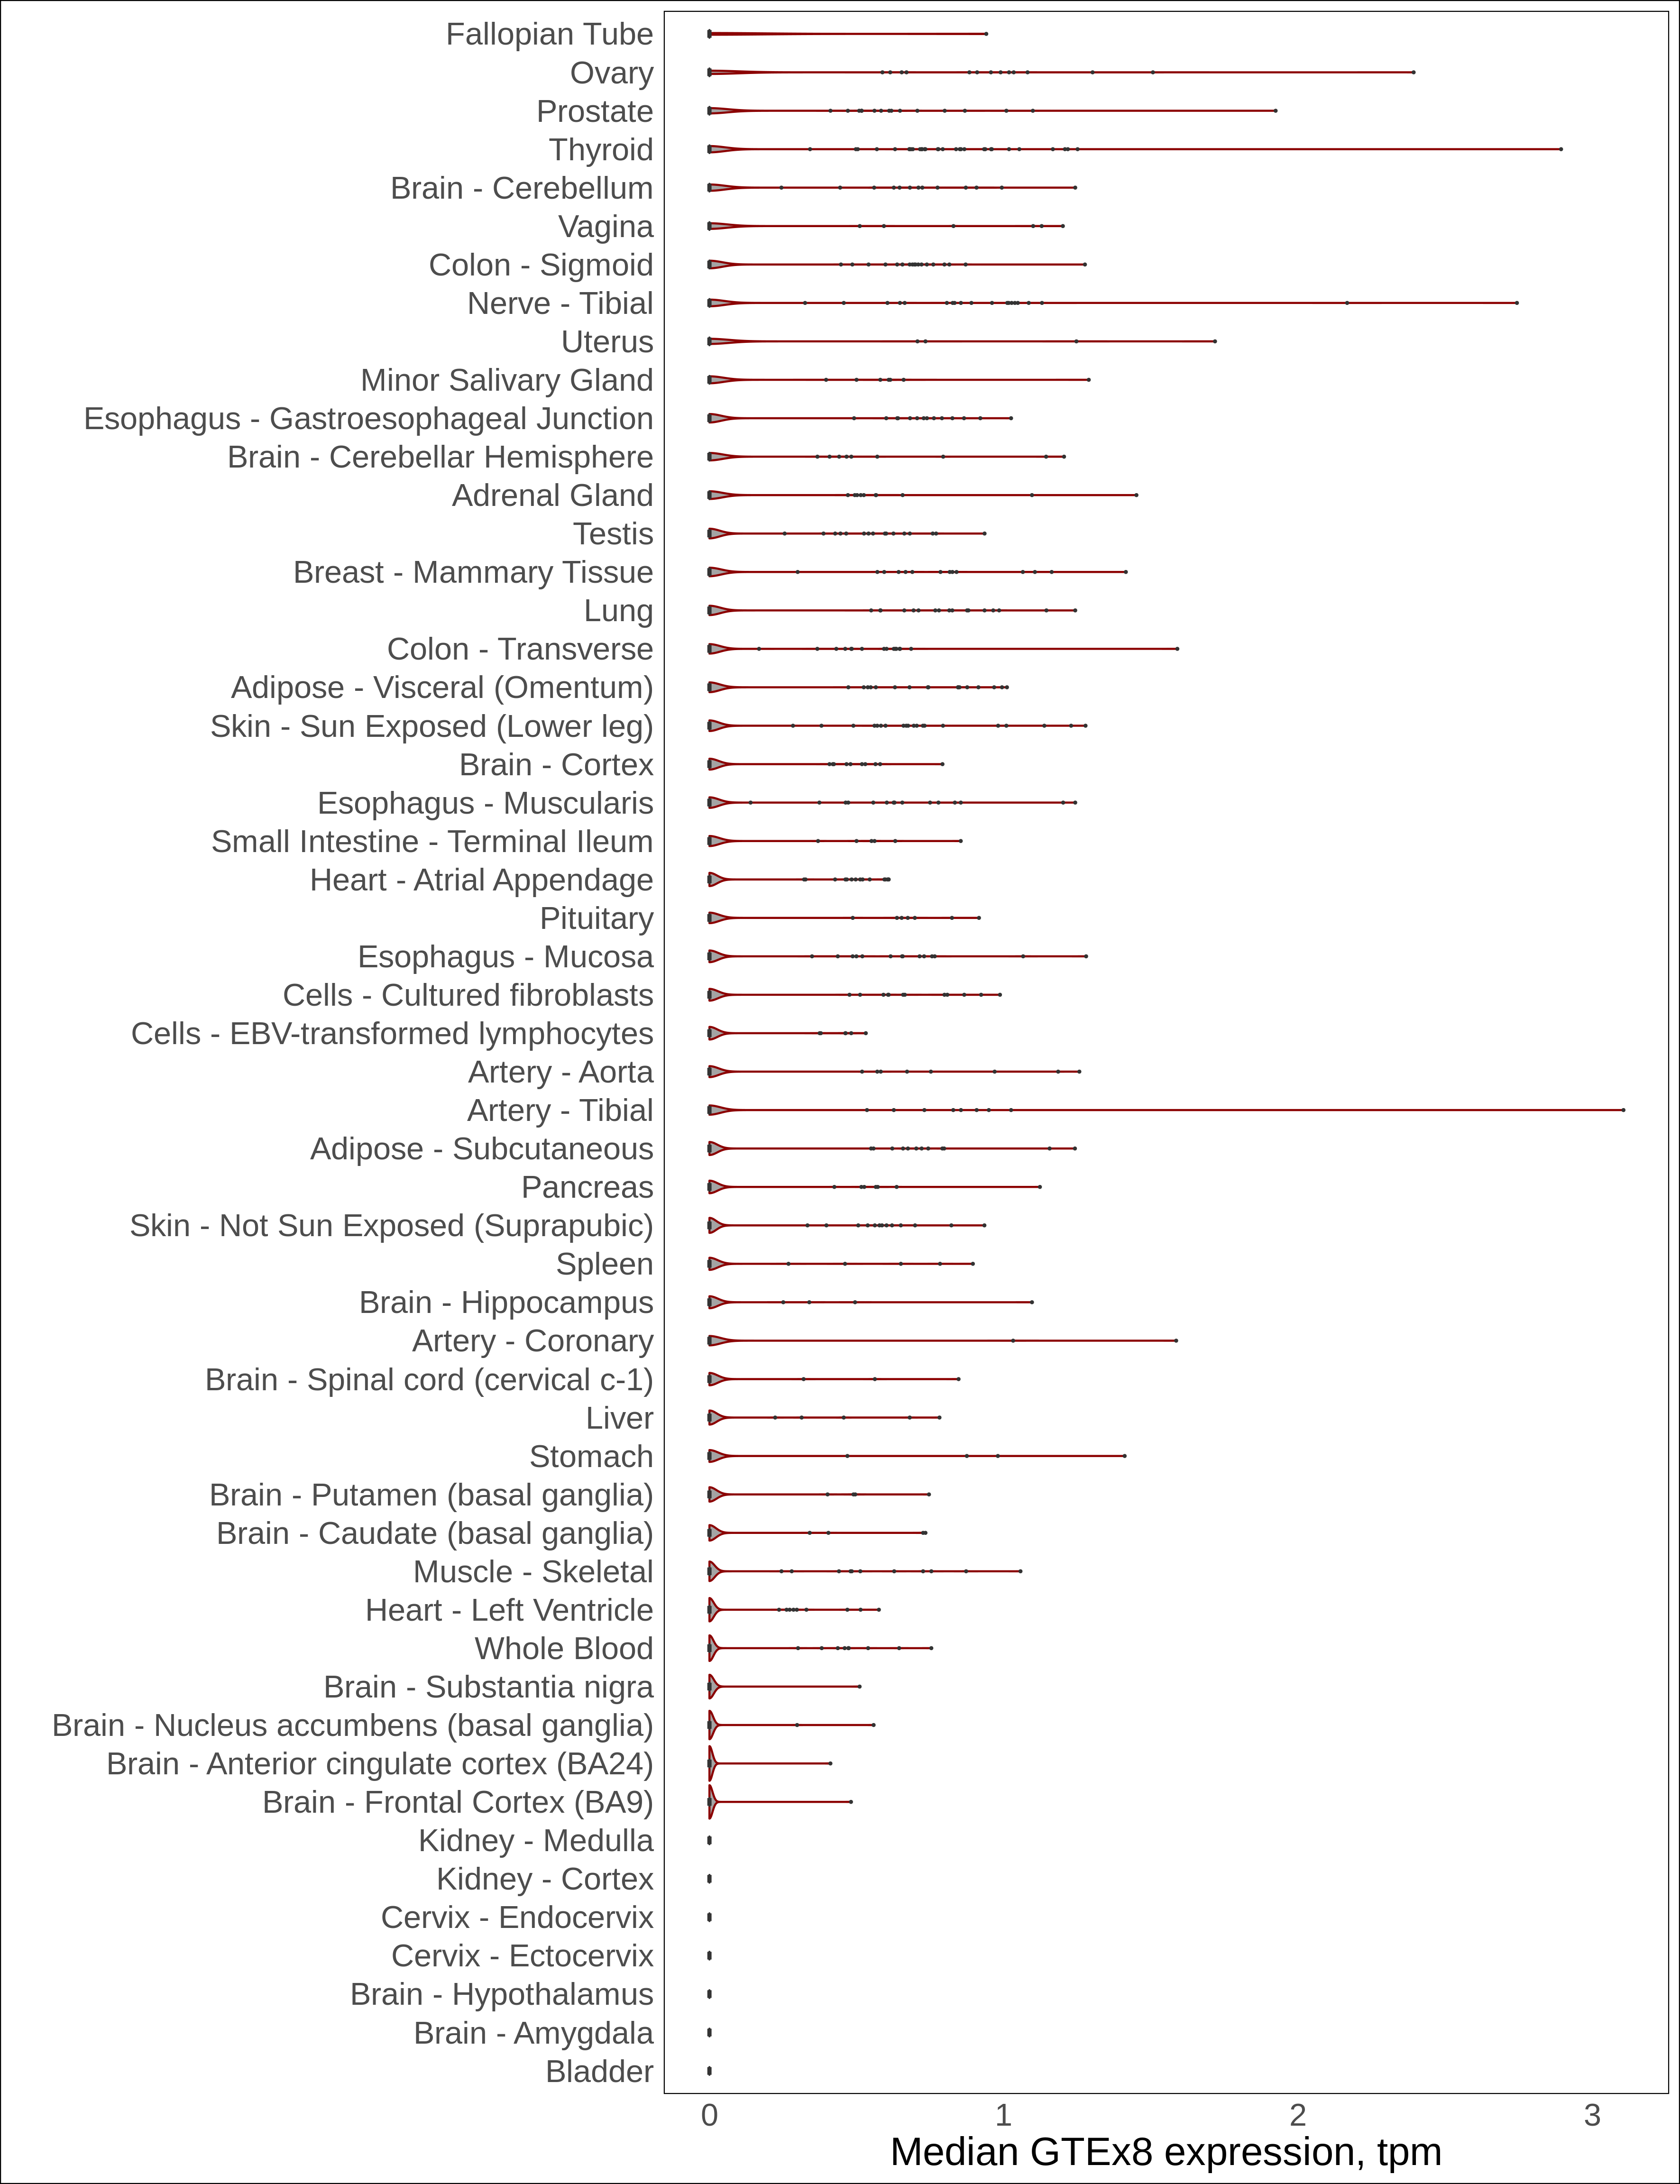 Fallopian Tube
Ovary
Prostate
Thyroid
Brain - Cerebellum
Vagina
Colon - Sigmoid
Nerve - Tibial
Uterus
Minor Salivary Gland
Esophagus - Gastroesophageal Junction
Brain - Cerebellar Hemisphere
Adrenal Gland
Testis
Breast - Mammary Tissue
Lung
Colon - Transverse
Adipose - Visceral (Omentum)
Skin - Sun Exposed (Lower leg)
Brain - Cortex
Esophagus - Muscularis
Small Intestine - Terminal Ileum
Heart - Atrial Appendage
Pituitary
Esophagus - Mucosa
Cells - Cultured fibroblasts
Cells - EBV-transformed lymphocytes
Artery - Aorta
Artery - Tibial
Adipose - Subcutaneous
Pancreas
Skin - Not Sun Exposed (Suprapubic)
Spleen
Brain - Hippocampus
Artery - Coronary
Brain - Spinal cord (cervical c-1)
Liver
Stomach
Brain - Putamen (basal ganglia)
Brain - Caudate (basal ganglia)
Muscle - Skeletal
Heart - Left Ventricle
Whole Blood
Brain - Substantia nigra
Brain - Nucleus accumbens (basal ganglia)
Brain - Anterior cingulate cortex (BA24)
Brain - Frontal Cortex (BA9)
Kidney - Medulla
Kidney - Cortex
Cervix - Endocervix
Cervix - Ectocervix
Brain - Hypothalamus
Brain - Amygdala
Bladder
0 1 2 3
Median GTEx8 expression, tpm